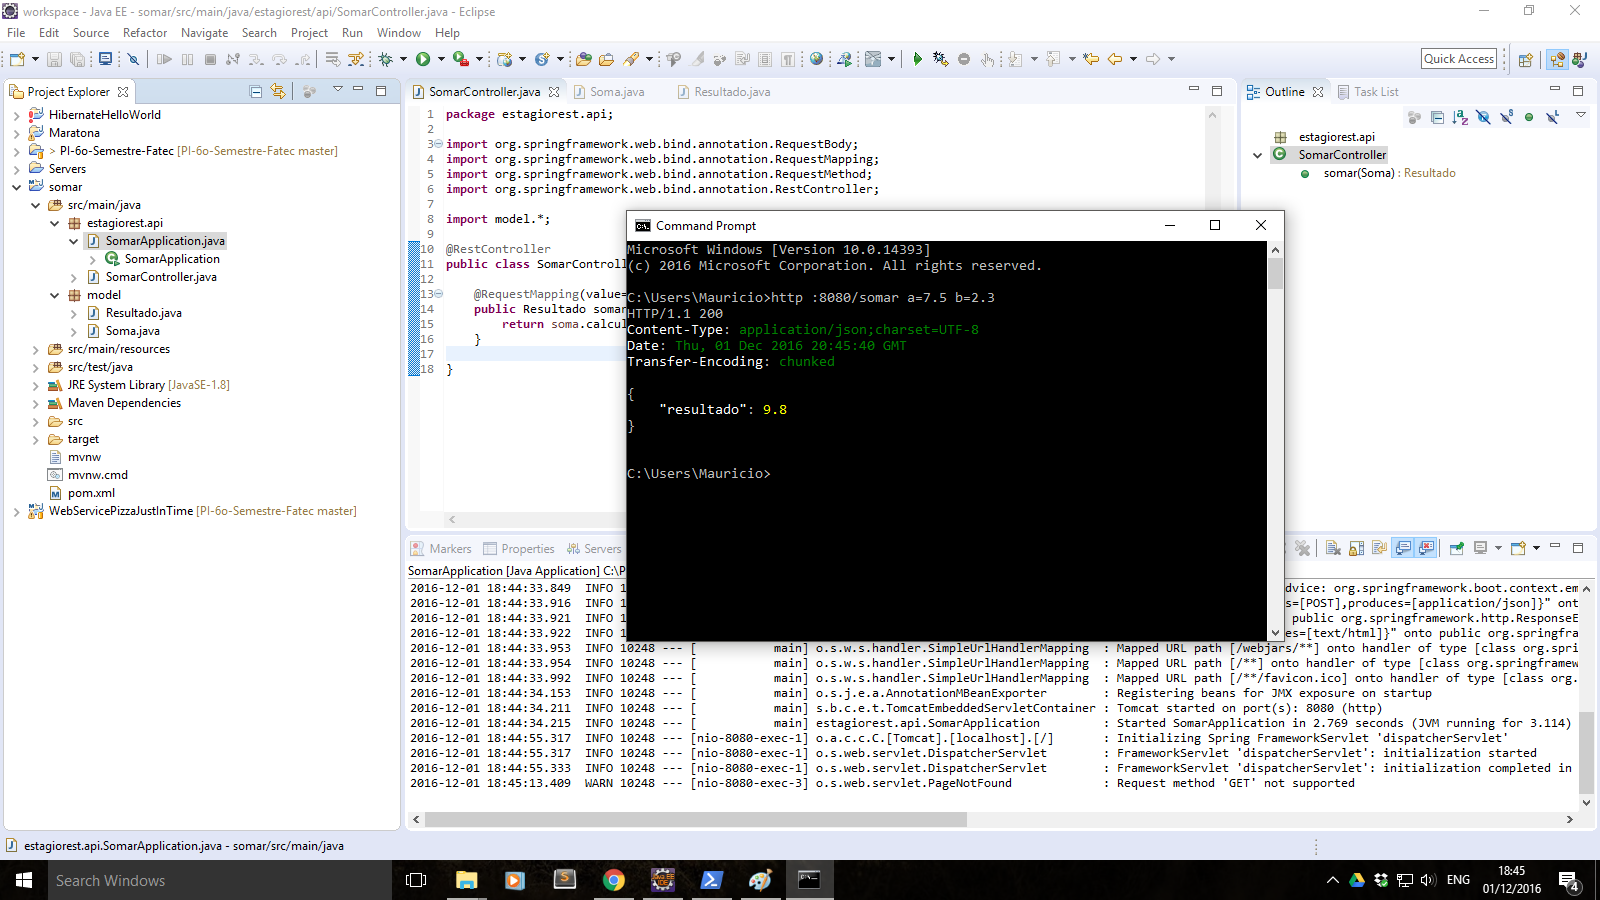 workspace - Java EE - somar/src/main/java/estagiorest/api/SomarController.java - Eclipse
File Edit Source Refactor Navigate Search Project Run Window Help
Quick Access
Project Explorer
HibernateHelloWorld
Maratona
> PI-6o-Semestre-Fatec [PI-6o-Semestre-Fatec master]
Servers
somar
src/main/java
estagiorest.api
SomarApplication.java
SomarApplication
SomarController.java
model
Resultado.java
Soma.java
src/main/resources
src/test/java
JRE System Library [JavaSE-1.8]
Maven Dependencies
src
target
mvnw
mvnw.cmd
pom.xml
WebServicePizzaJustInTime [PI-6o-Semestre-Fatec master]
SomarController.java Soma.java Resultado.java
1 package estagiorest.api;
2
3 import org.springframework.web.bind.annotation.RequestBody;
4 import org.springframework.web.bind.annotation.RequestMapping;
5 import org.springframework.web.bind.annotation.RequestMethod;
6 import org.springframework.web.bind.annotation.RestController;
7
8 import model.*;
9
10 @RestController
11 public class SomarControll
12
13 @RequestMapping(value=
14 public Resultado somar
15 return soma.calcul
16 }
17
18 }
Outline Task List
estagiorest.api
SomarController
somar(Soma) : Resultado
Command Prompt
Microsoft Windows [Version 10.0.14393]
(c) 2016 Microsoft Corporation. All rights reserved.
C:\Users\Mauricio>http :8080/somar a=7.5 b=2.3
HTTP/1.1 200
Content-Type: application/json;charset=UTF-8
Date: Thu, 01 Dec 2016 20:45:40 GMT
Transfer-Encoding: chunked
{
"resultado": 9.8
}
C:\Users\Mauricio>
Markers Properties Servers
SomarApplication [Java Application] C:\P
2016-12-01 18:44:33.849 INFO 1 dvice: org.springframework.boot.context.em
2016-12-01 18:44:33.916 INFO 1 s=[POST],produces=[application/json]}" ont
2016-12-01 18:44:33.921 INFO 1 public org.springframework.http.ResponseE
2016-12-01 18:44:33.922 INFO 1 es=[text/html]}" onto public org.springfra
2016-12-01 18:44:33.953 INFO 10248 --- [ main] o.s.w.s.handler.SimpleUrlHandlerMapping : Mapped URL path [/webjars/**] onto handler of type [class org.spri
2016-12-01 18:44:33.954 INFO 10248 --- [ main] o.s.w.s.handler.SimpleUrlHandlerMapping : Mapped URL path [/**] onto handler of type [class org.springframew
2016-12-01 18:44:33.992 INFO 10248 --- [ main] o.s.w.s.handler.SimpleUrlHandlerMapping : Mapped URL path [/**/favicon.ico] onto handler of type [class org.
2016-12-01 18:44:34.153 INFO 10248 --- [ main] o.s.j.e.a.AnnotationMBeanExporter : Registering beans for JMX exposure on startup
2016-12-01 18:44:34.211 INFO 10248 --- [ main] s.b.c.e.t.TomcatEmbeddedServletContainer : Tomcat started on port(s): 8080 (http)
2016-12-01 18:44:34.215 INFO 10248 --- [ main] estagiorest.api.SomarApplication : Started SomarApplication in 2.769 seconds (JVM running for 3.114)
2016-12-01 18:44:55.317 INFO 10248 --- [nio-8080-exec-1] o.a.c.c.C.[Tomcat].[localhost].[/] : Initializing Spring FrameworkServlet 'dispatcherServlet'
2016-12-01 18:44:55.317 INFO 10248 --- [nio-8080-exec-1] o.s.web.servlet.DispatcherServlet : FrameworkServlet 'dispatcherServlet': initialization started
2016-12-01 18:44:55.333 INFO 10248 --- [nio-8080-exec-1] o.s.web.servlet.DispatcherServlet : FrameworkServlet 'dispatcherServlet': initialization completed in
2016-12-01 18:45:13.409 WARN 10248 --- [nio-8080-exec-3] o.s.web.servlet.PageNotFound : Request method 'GET' not supported
estagiorest.api.SomarApplication.java - somar/src/main/java
Search Windows
ENG
18:45
01/12/2016
4